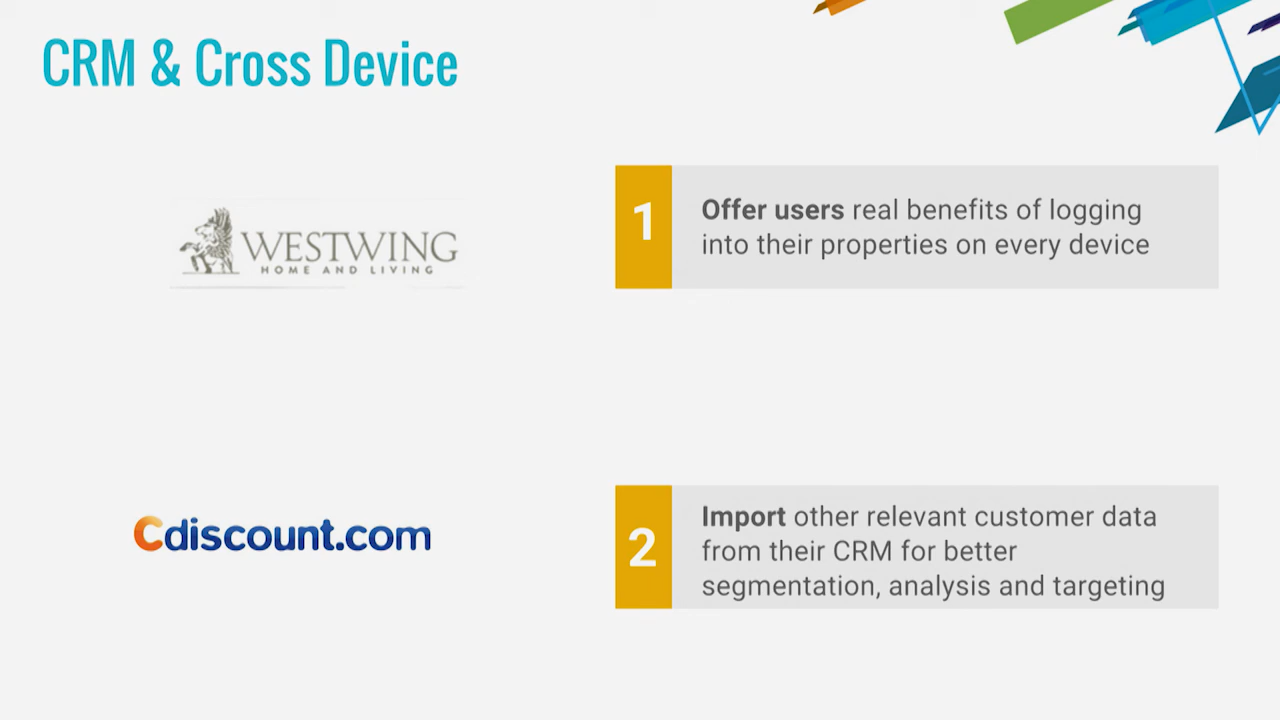 CRM & Cross Device
WESTWING
HOME AND LIVING
1
Offer users real benefits of logging
into their properties on every device
Cdiscount.com
2
Import other relevant customer data
from their CRM for better
segmentation, analysis and targeting